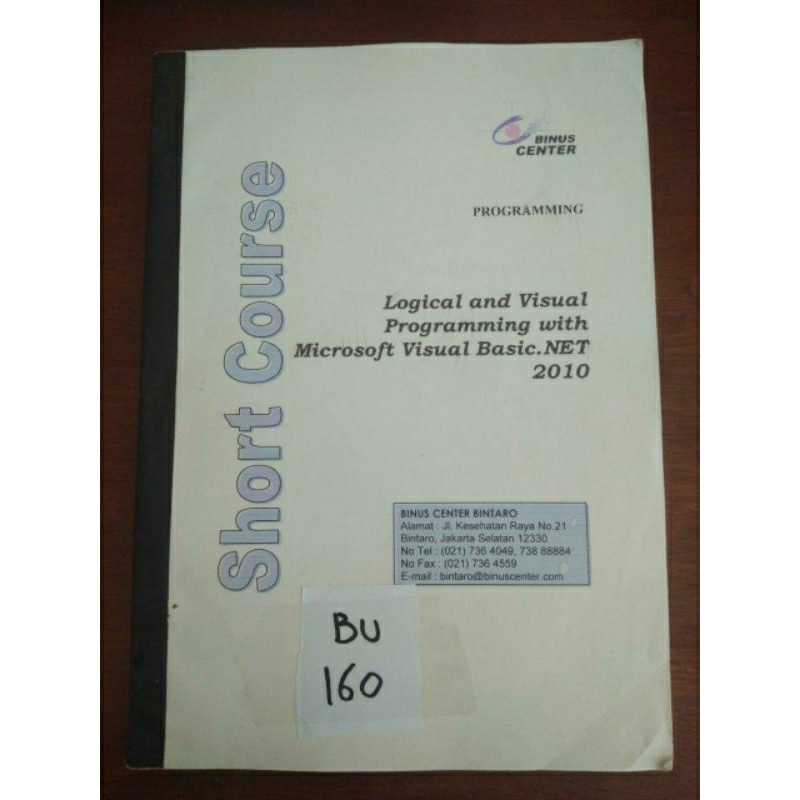 BINUS
CENTER
PROGRAMMING
Short Course
Logical and Visual
Programming with
Microsoft Visual Basic.NET
2010
BINUS CENTER BINTARO
Alamat : Jl. Kesehatan Raya No.21
Bintaro, Jakarta Selatan 12330
No Tel : (021) 736 4049, 738 88884
No Fax : (021) 736 4559
E-mail : bintaro@binuscenter.com
BU
160